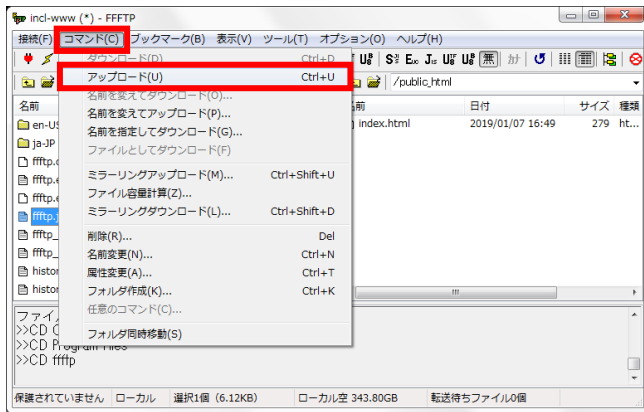 incl-www (*) - FFFTP
接続(F) コマンド(C) ブックマーク(B) 表示(V) ツール(T) オプション(O) ヘルプ(H)
ダウンロード(D) Ctrl+D
アップロード(U) Ctrl+U
名前を変えてダウンロード(O)...
名前を変えてアップロード(P)...
名前を指定してダウンロード(G)...
ファイルとしてダウンロード(F)
ミラーリングアップロード(M)... Ctrl+Shift+U
ファイル容量計算(Z)...
ミラーリングダウンロード(L)... Ctrl+Shift+D
削除(R)... Del
名前変更(N)... Ctrl+N
属性変更(A)... Ctrl+T
フォルダ作成(K)... Ctrl+K
任意のコマンド(C)...
フォルダ同時移動(S)
無
/public_html
名前
en-US
ja-JP
ffftp.
ffftp.
ffftp.
ffftp.j
ffftp_
ffftp_
histor
histor
名前 日付 サイズ 種類
index.html 2019/01/07 16:49 279 ht...
ファイ
>>CD
>>CD Program Files
>>CD ffftp
保護されていません ローカル 選択1個 (6.12KB) ローカル空 343.80GB 転送待ちファイル0個